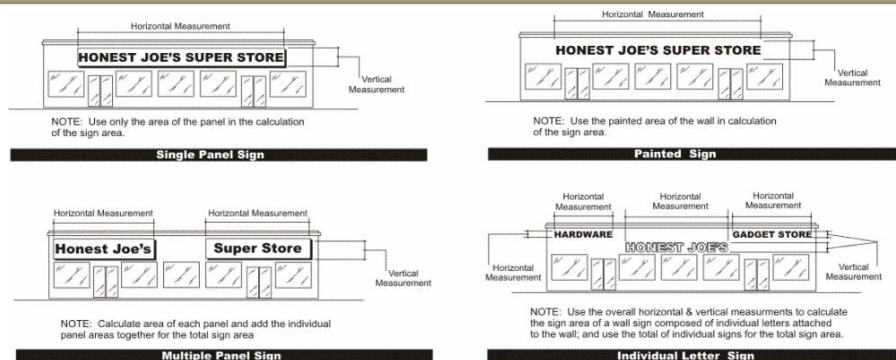 Horizontal Measurement
HONEST JOE'S SUPER STORE
Vertical
Measurement
NOTE: Use only the area of the panel in the calculation
of the sign area.
Single Panel Sign
Horizontal Measurement
HONEST JOE'S SUPER STORE
Vertical
Measurement
NOTE: Use the painted area of the wall in calculation
of the sign area.
Painted Sign
Horizontal Measurement
Horizontal Measurement
Honest Joe's
Super Store
Vertical
Measurement
NOTE: Calculate area of each panel and add the individual
panel areas together for the total sign area
Multiple Panel Sign
Horizontal
Measurement
Horizontal
Measurement
Horizontal
Measurement
HARDWARE
HONEST JOE'S
GADGET STORE
Horizontal
Measurement
Vertical
Measurement
NOTE: Use the overall horizontal & vertical measurments to calculate
the sign area of a wall sign composed of individual letters attached
to the wall; and use the total of individual signs for the total sign area.
Individual Letter Sign